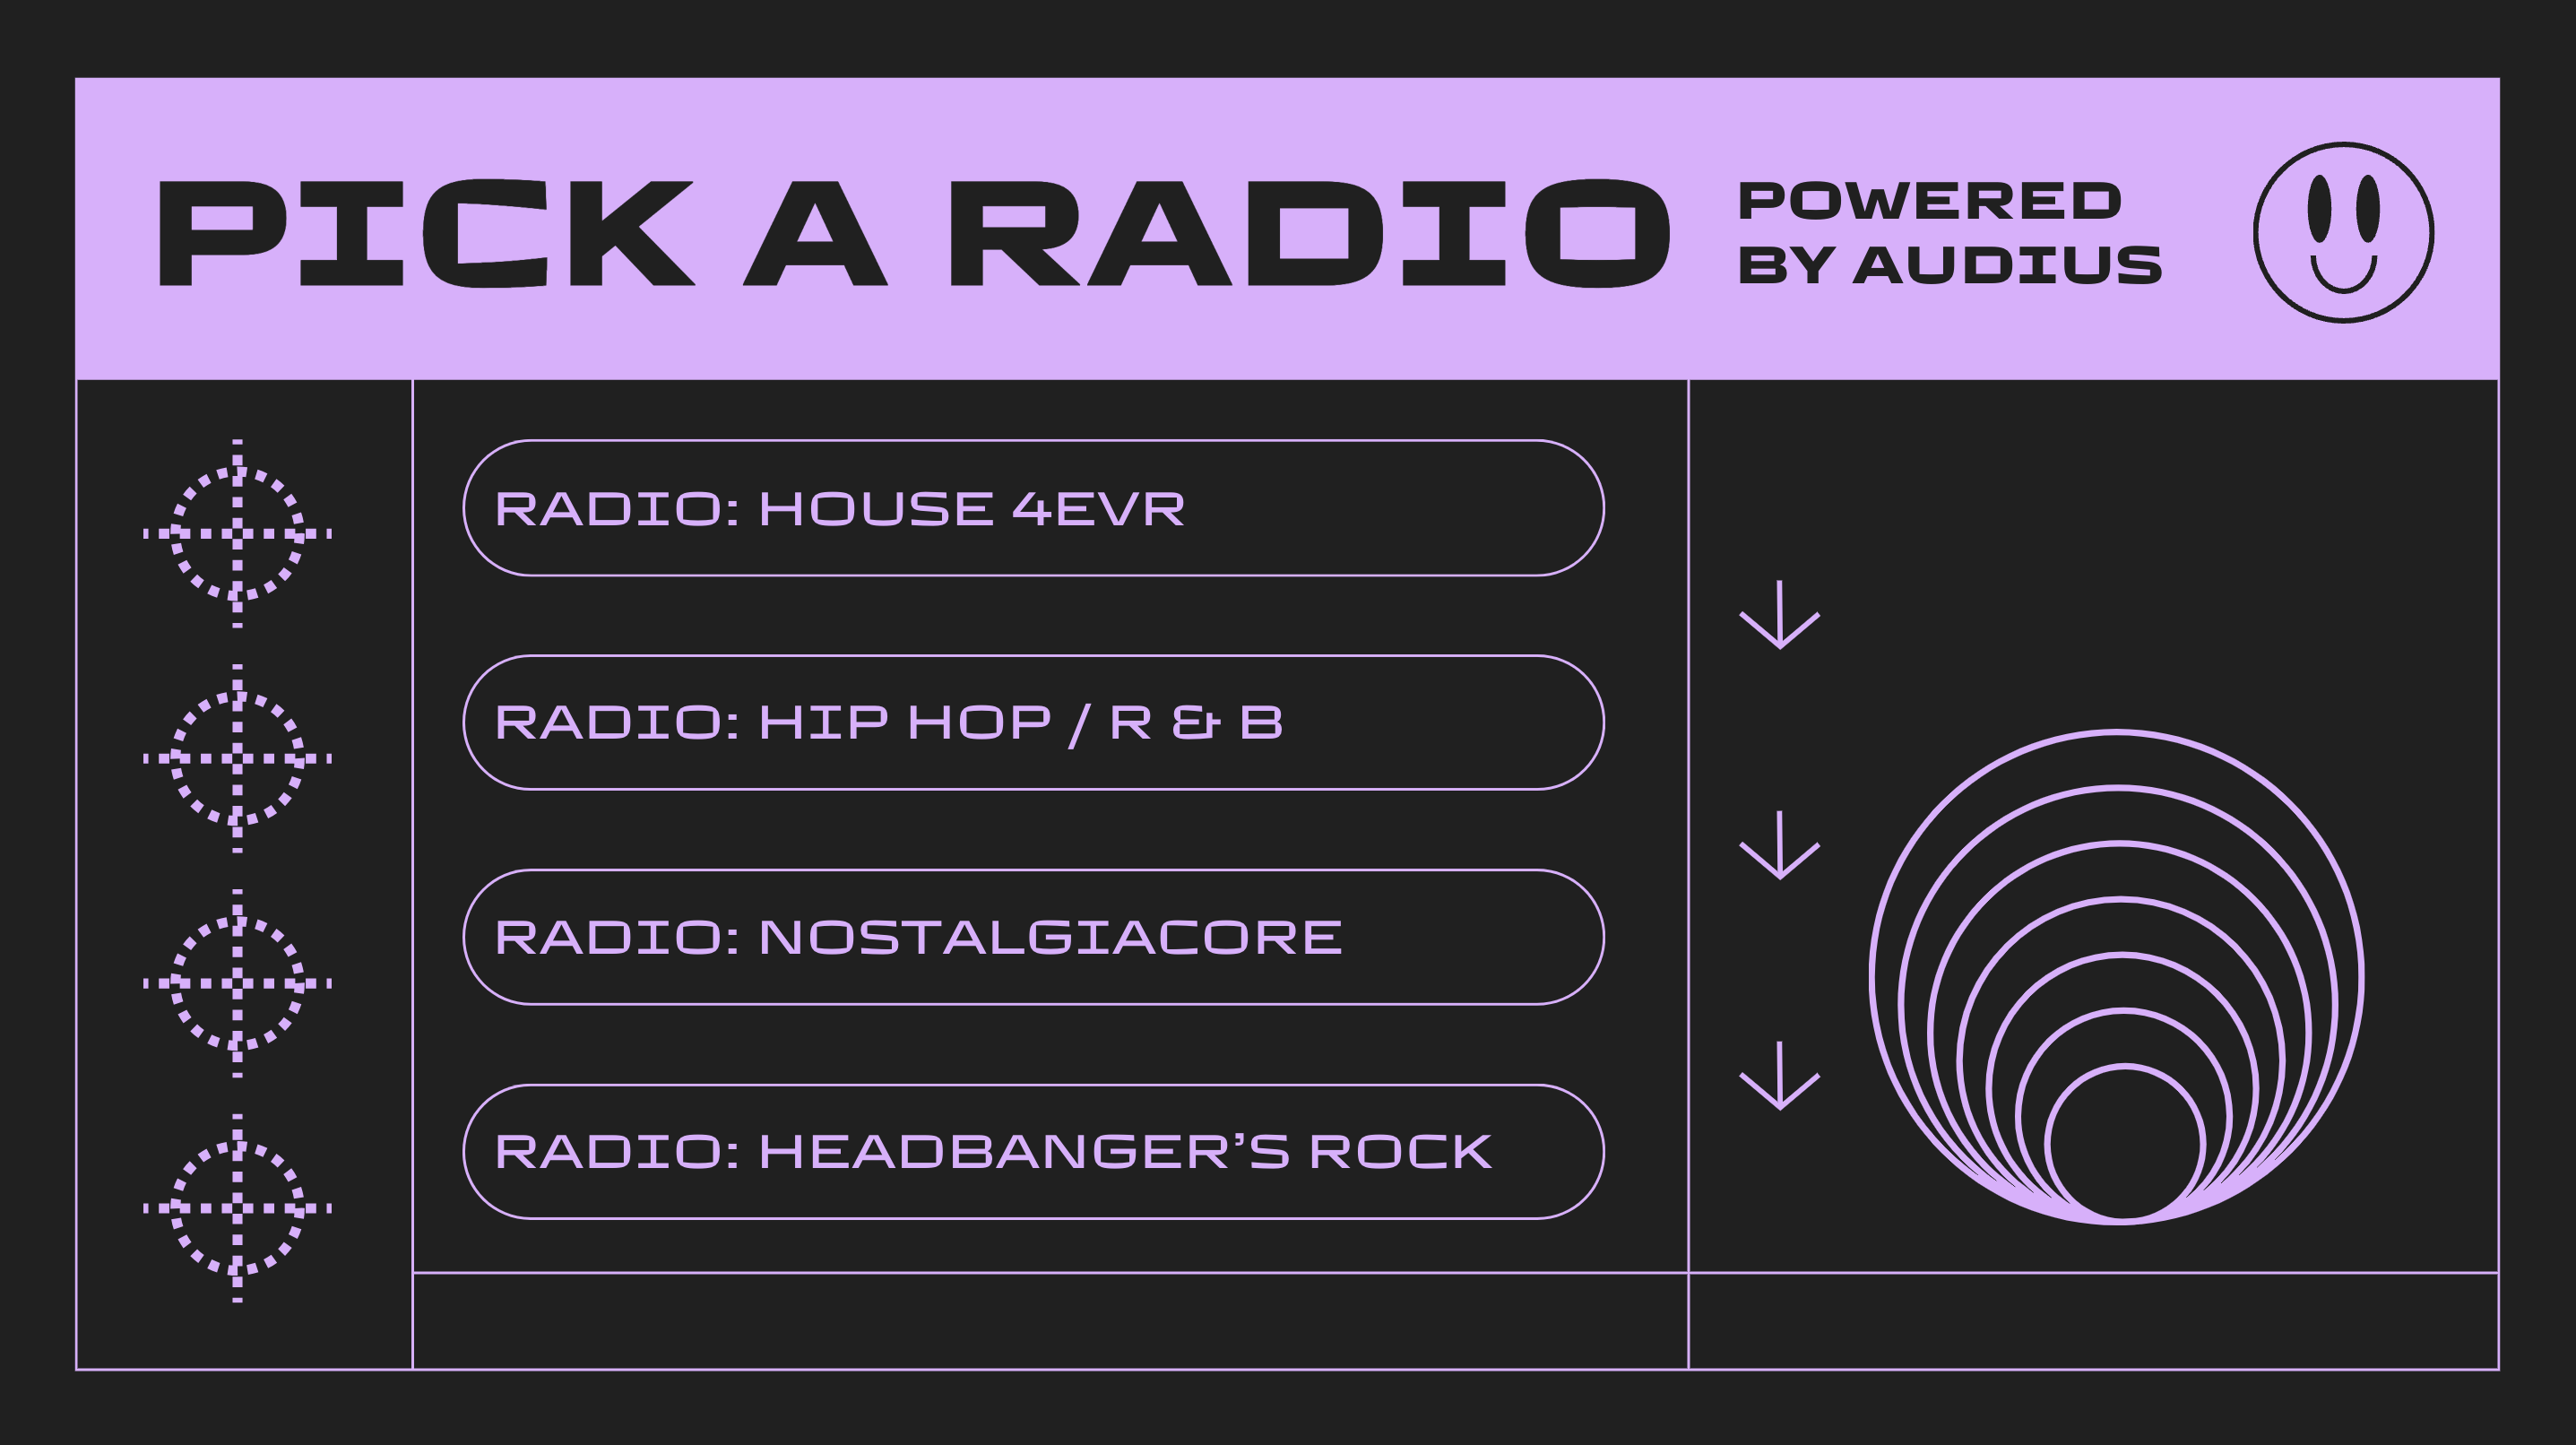 PICK A RADIO
POWERED
BY AUDIUS
RADIO: HOUSE 4EVR
RADIO: HIP HOP / R & B
RADIO: NOSTALGIACORE
RADIO: HEADBANGER’S ROCK